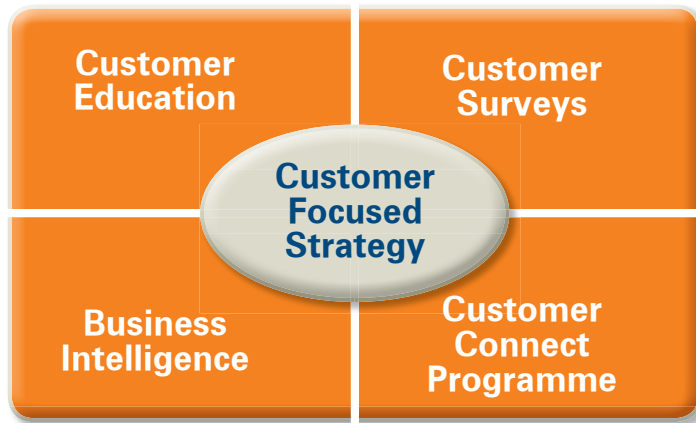 Customer
Education
Customer
Surveys
Customer
Focused
Strategy
Business
Intelligence
Customer
Connect
Programme